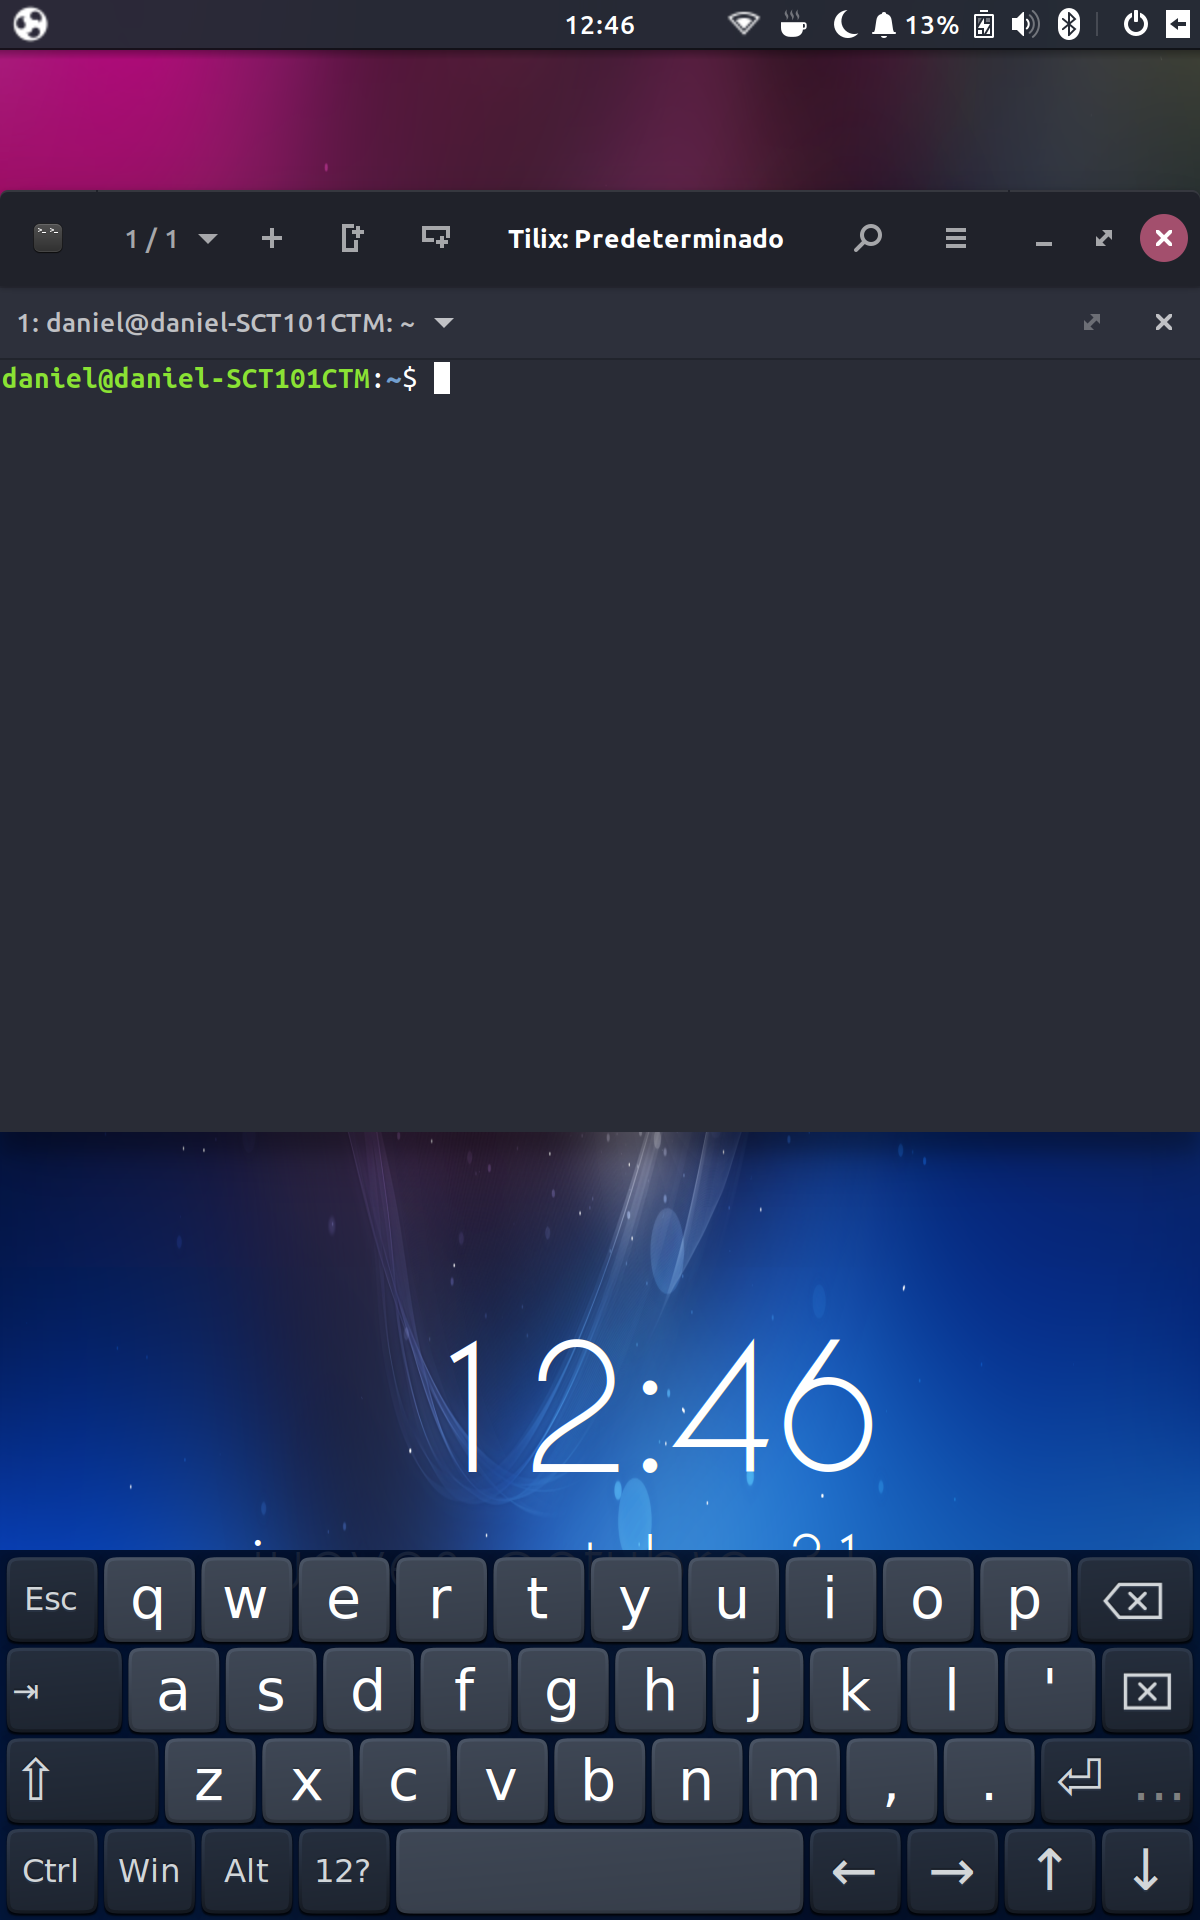 12:46 13%
1 / 1 Tilix: Predeterminado
1: daniel@daniel-SCT101CTM: ~
daniel@daniel-SCT101CTM:~$
12:46
Esc q w e r t y u i o p
a s d f g h j k l '
z x c v b n m , . ...
Ctrl Win Alt 12? ← → ↑ ↓